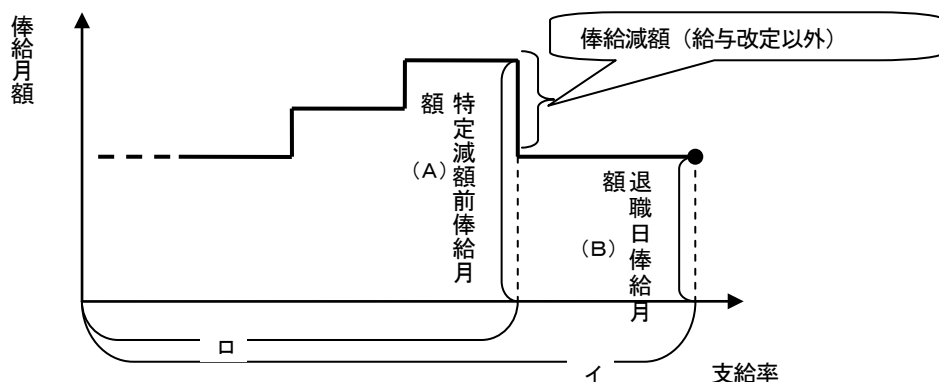 俸給月額
俸給減額（給与改定以外）
特定減額前俸給月
額
（A）
退職日俸給月
額
（B）
ロ
イ
支給率